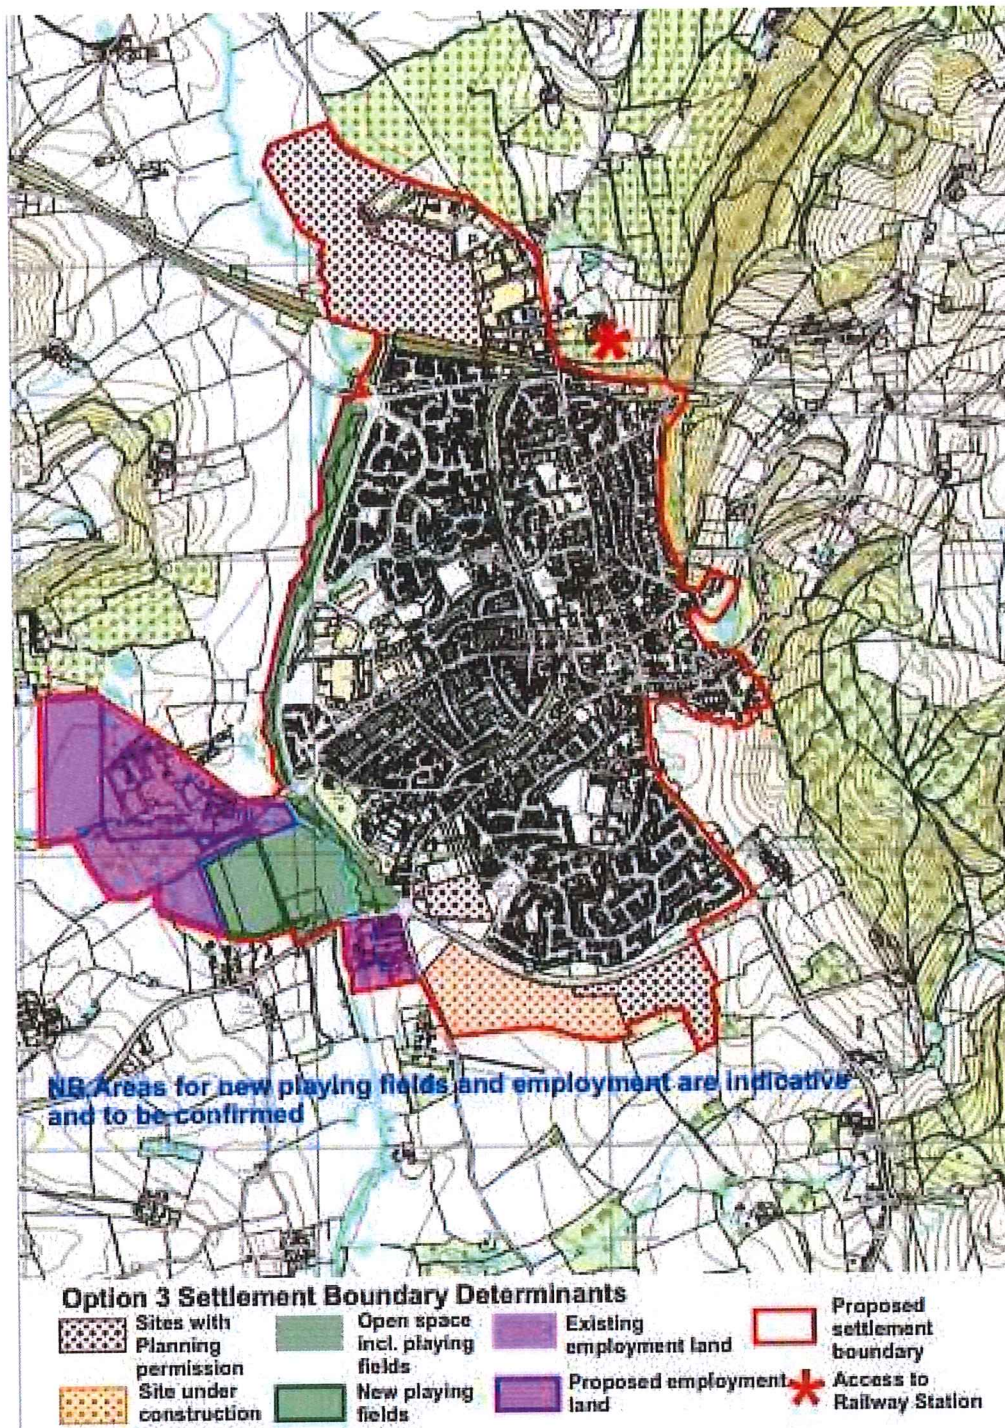 P
NB.Areas for new playing fields and employment are indicative
and to be confirmed
Option 3 Settlement Boundary Determinants
Sites with
Planning
permission
Open space
incl. playing
fields
Existing
employment land
Proposed
settlement
boundary
Site under
construction
New playing
fields
Proposed employment
land
Access to
Railway Station